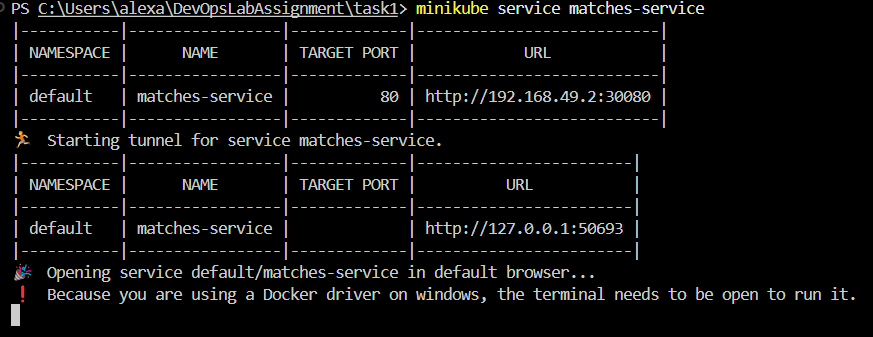 PS C:\Users\alexa\DevOpsLabAssignment\task1> minikube service matches-service
|-----------|-----------------|-------------|---------------------------|
| NAMESPACE |      NAME       | TARGET PORT |            URL            |
|-----------|-----------------|-------------|---------------------------|
| default   | matches-service |          80 | http://192.168.49.2:30080 |
|-----------|-----------------|-------------|---------------------------|
🏃  Starting tunnel for service matches-service.
|-----------|-----------------|-------------|------------------------|
| NAMESPACE |      NAME       | TARGET PORT |          URL           |
|-----------|-----------------|-------------|------------------------|
| default   | matches-service |             | http://127.0.0.1:50693 |
|-----------|-----------------|-------------|------------------------|
🎉  Opening service default/matches-service in default browser...
❗  Because you are using a Docker driver on windows, the terminal needs to be open to run it.